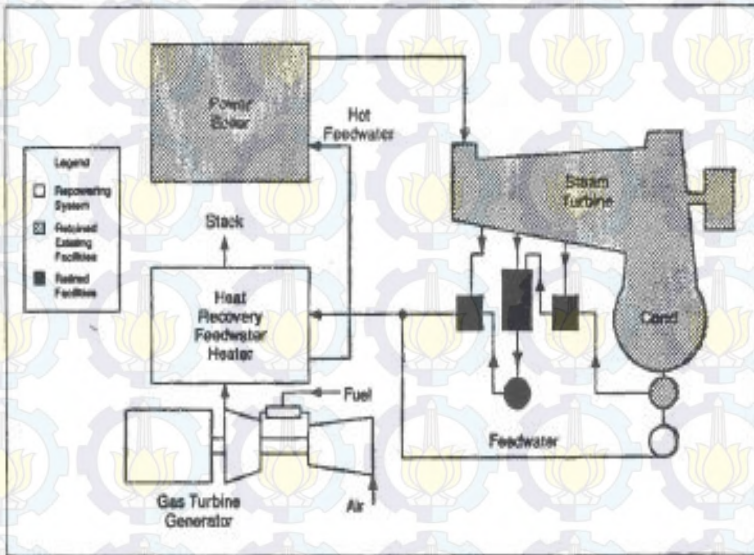 Power
Boiler
Hot
Feedwater
Legend
Repowering
System
Retained
Existing
Facilities
Retired
Facilities
Stack
Steam
Turbine
Heat
Recovery
Feedwater
Heater
Cond
Fuel
Feedwater
Gas Turbine
Generator
Air